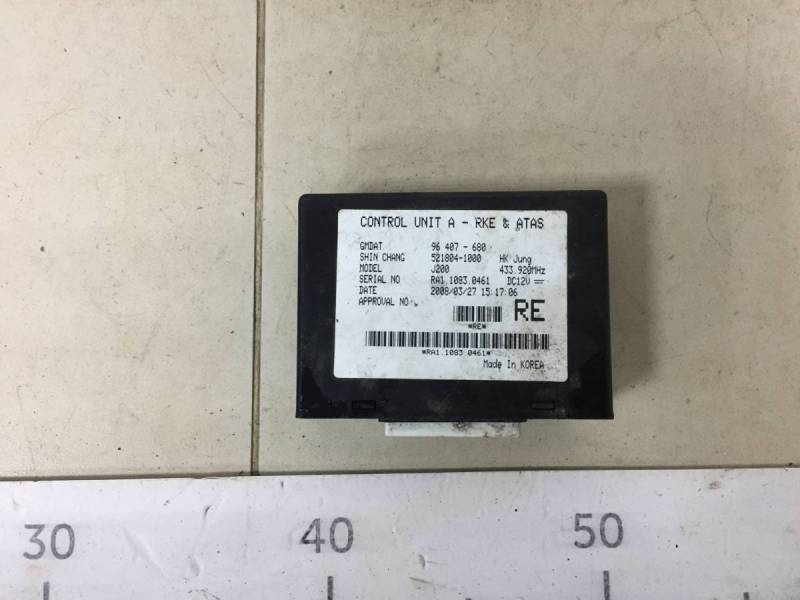 CONTROL UNIT A - RKE & ATAS
GMDAT 96 407 - 680
SHIN CHANG 521804-1000 HK Jung
MODEL J200 433.920MHz
SERIAL NO RA1.1083.0461 DC12V
DATE 2008/03/27 15:17:06
APPROVAL NO
RE
*RE*
*RA1.1083.0461*
Made In KOREA
30 40 50